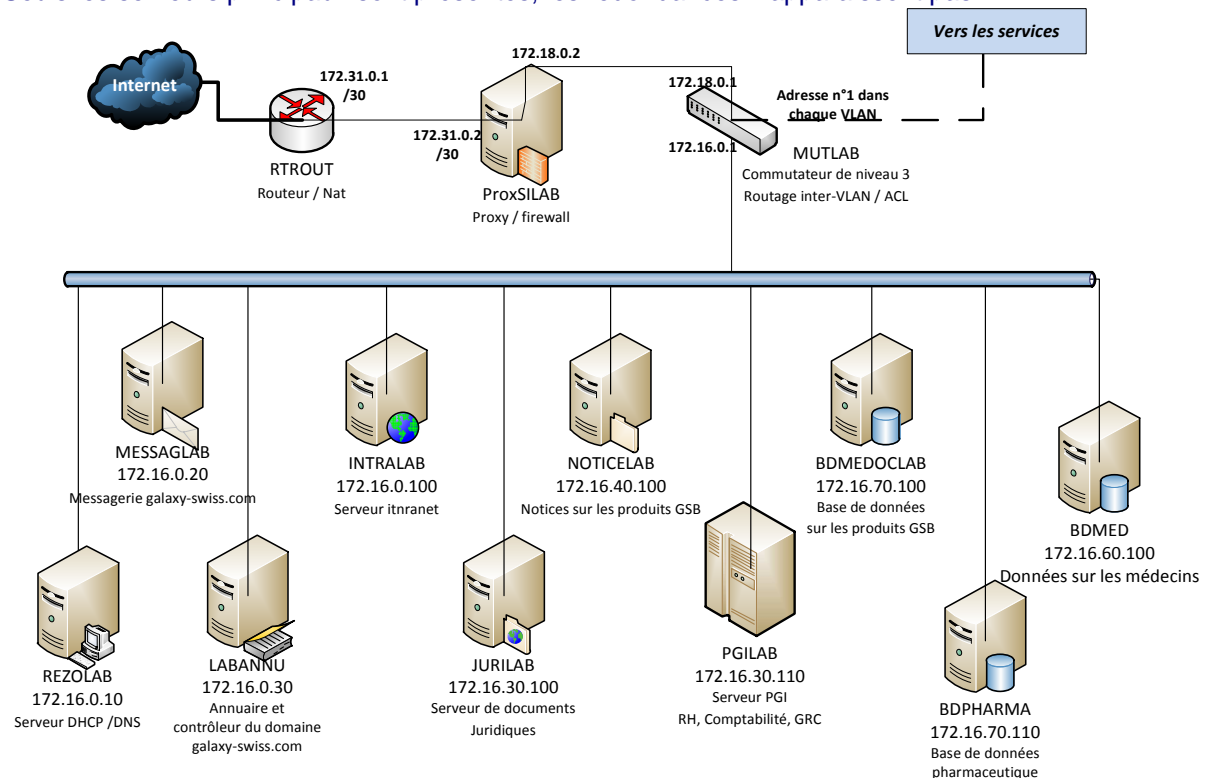 Vers les services
Internet
172.31.0.1
/30
RTROUT
Routeur / Nat
172.31.0.2
/30
172.18.0.2
ProxSILAB
Proxy / firewall
172.18.0.1
172.16.0.1
Adresse n°1 dans
chaque VLAN
MUTLAB
Commutateur de niveau 3
Routage inter-VLAN / ACL
MESSAGLAB
172.16.0.20
Messagerie galaxy-swiss.com
INTRALAB
172.16.0.100
Serveur itnranet
NOTICELAB
172.16.40.100
Notices sur les produits GSB
BDMEDOCLAB
172.16.70.100
Base de données
sur les produits GSB
BDMED
172.16.60.100
Données sur les médecins
REZOLAB
172.16.0.10
Serveur DHCP /DNS
LABANNU
172.16.0.30
Annuaire et
contrôleur du domaine
galaxy-swiss.com
JURILAB
172.16.30.100
Serveur de documents
Juridiques
PGILAB
172.16.30.110
Serveur PGI
RH, Comptabilité, GRC
BDPHARMA
172.16.70.110
Base de données
pharmaceutique